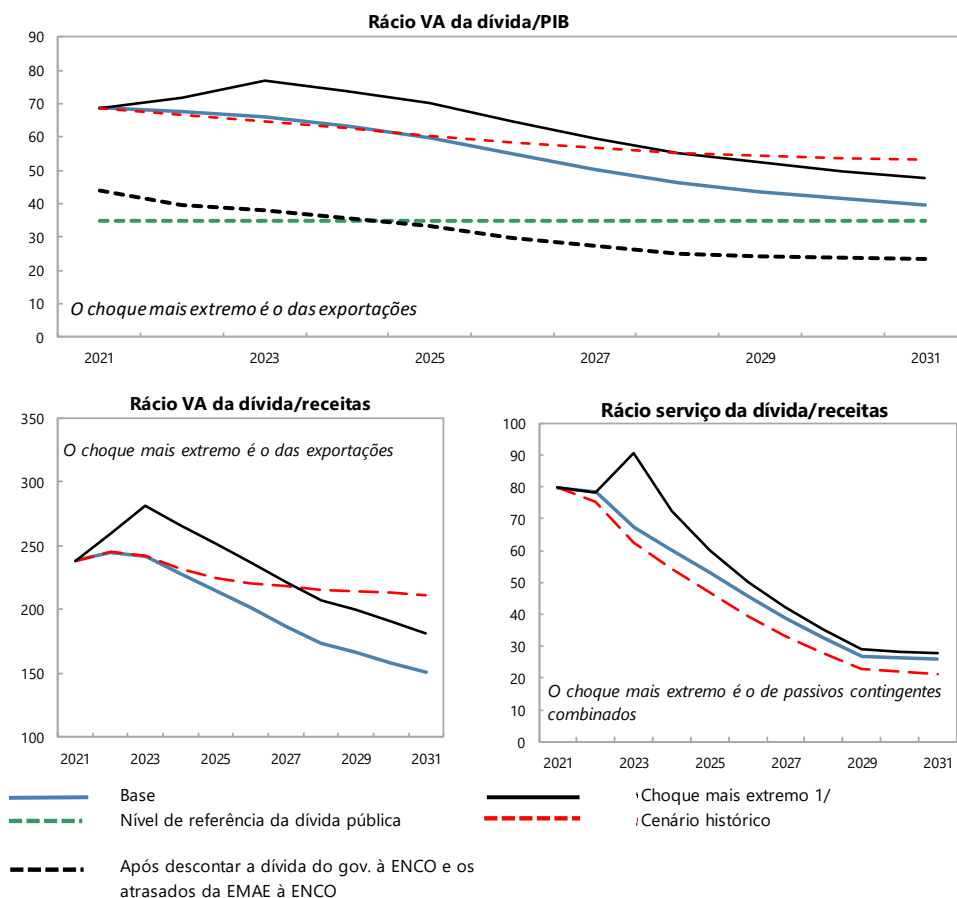 Rácio VA da dívida/PIB
90
80
70
60
50
40
30
20
10
0
O choque mais extremo é o das exportações
2021 2023 2025 2027 2029 2031
Rácio VA da dívida/receitas
350
300
250
200
150
100
O choque mais extremo é o das exportações
2021 2023 2025 2027 2029 2031
Rácio serviço da dívida/receitas
100
90
80
70
60
50
40
30
20
10
0
O choque mais extremo é o de passivos contingentes
combinados
2021 2023 2025 2027 2029 2031
Base
Choque mais extremo 1/
Nível de referência da dívida pública
Cenário histórico
Após descontar a dívida do gov. à ENCO e os
atrasados da EMAE à ENCO